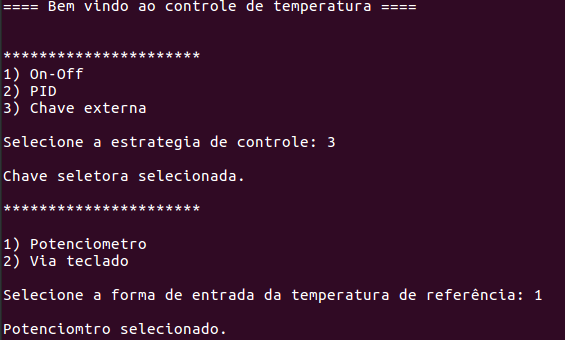 ==== Bem vindo ao controle de temperatura ====
**********************
1) On-Off
2) PID
3) Chave externa
Selecione a estrategia de controle: 3
Chave seletora selecionada.
**********************
1) Potenciometro
2) Via teclado
Selecione a forma de entrada da temperatura de referência: 1
Potenciomtro selecionado.